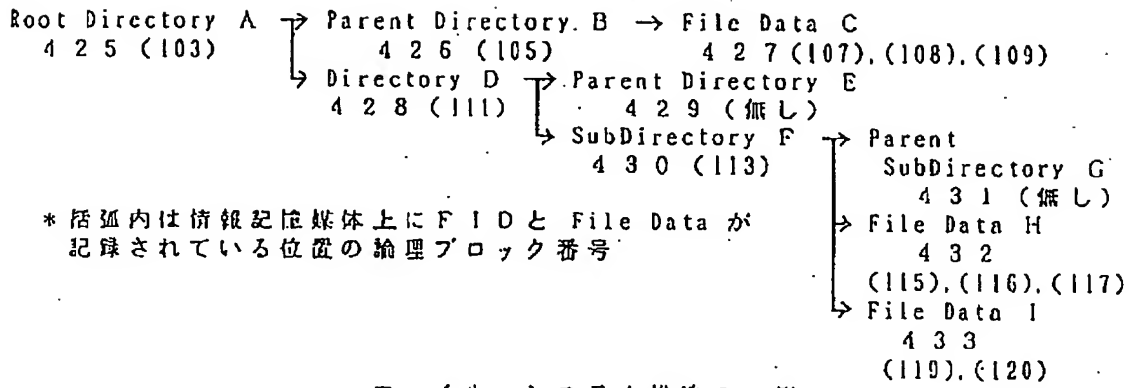 Root Directory A → Parent Directory B → File Data C
425(103) 426(105) 427(107),(108),(109)
Directory D → Parent Directory E
428(111) 429(無し)
SubDirectory F → Parent
430(113) SubDirectory G
431(無し)
*括弧内は情報記憶媒体上にFIDと File Data が
記録されている位置の論理ブロック番号
File Data H
432
(115),(116),(117)
File Data I
433
(119),(120)